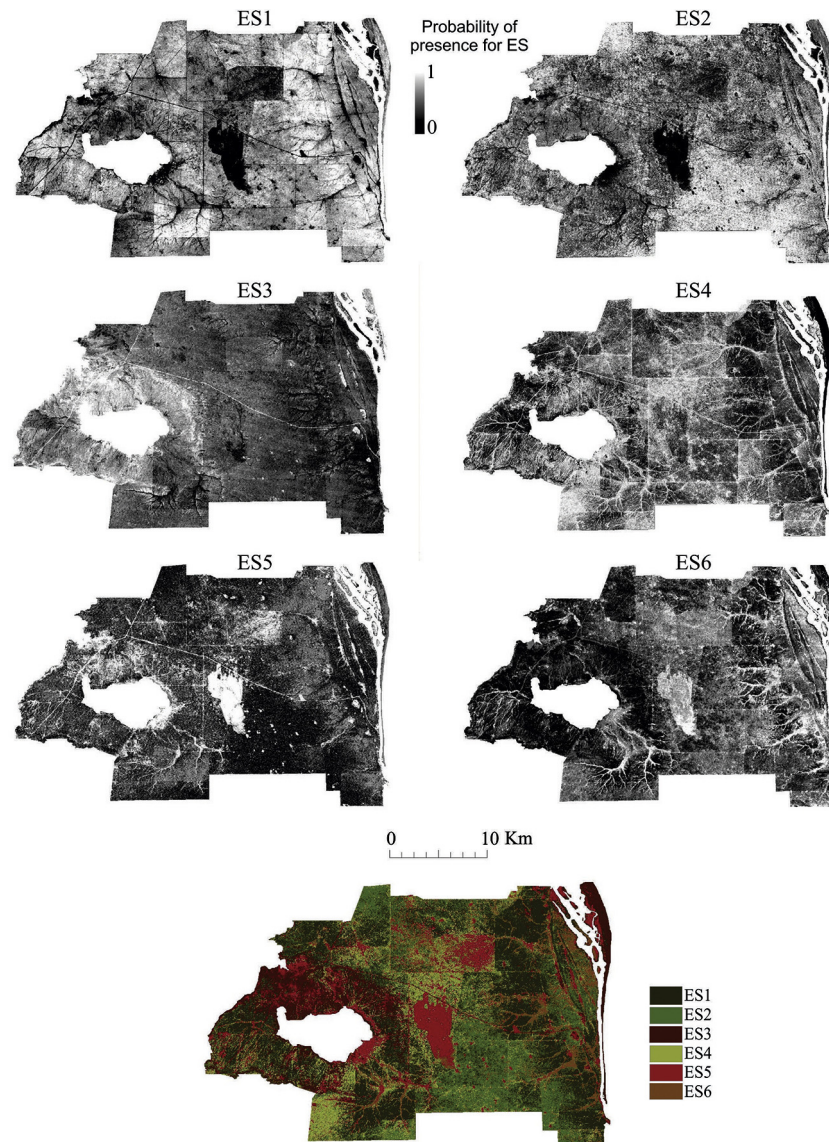 ES1
Probability of
presence for ES
1
0
ES2
ES3
ES4
ES5
ES6
0 10 Km
ES1
ES2
ES3
ES4
ES5
ES6